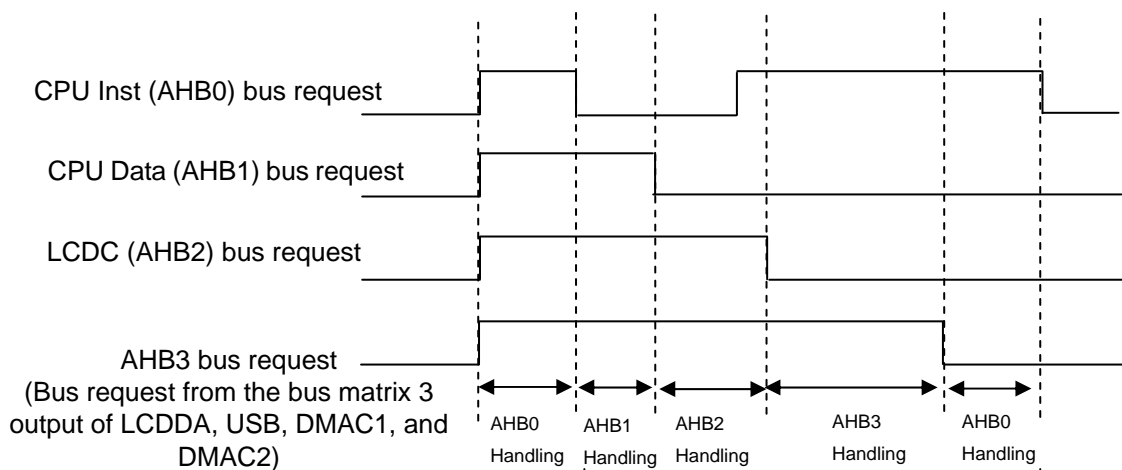 CPU Inst (AHB0) bus request
CPU Data (AHB1) bus request
LCDC (AHB2) bus request
AHB3 bus request
(Bus request from the bus matrix 3
output of LCDDA, USB, DMAC1, and
DMAC2)
AHB0
Handling
AHB1
Handling
AHB2
Handling
AHB3
Handling
AHB0
Handling